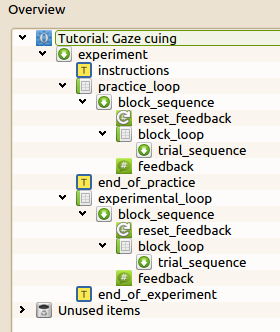 Overview
Tutorial: Gaze cuing
experiment
T instructions
practice_loop
block_sequence
reset_feedback
block_loop
trial_sequence
# feedback
T end_of_practice
experimental_loop
block_sequence
reset_feedback
block_loop
trial_sequence
# feedback
T end_of_experiment
Unused items